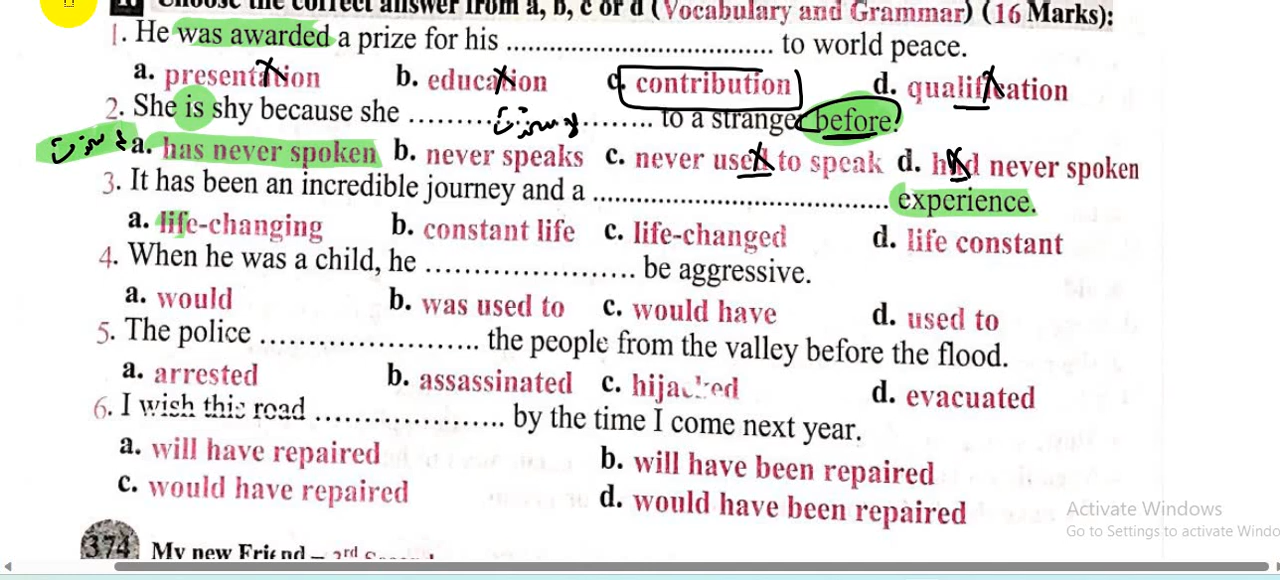 Choose the correct answer from a, b, c or d (Vocabulary and Grammar) (16 Marks):
1. He was awarded a prize for his .................................. to world peace.
a. presentation b. education c. contribution d. qualification
2. She is shy because she ............................... to a stranger before.
a. has never spoken b. never speaks c. never used to speak d. had never spoken
3. It has been an incredible journey and a ...................................... experience.
a. life-changing b. constant life c. life-changed d. life constant
4. When he was a child, he ..................... be aggressive.
a. would b. was used to c. would have d. used to
5. The police ...................... the people from the valley before the flood.
a. arrested b. assassinated c. hijacked d. evacuated
6. I wish this road ................... by the time I come next year.
a. will have repaired b. will have been repaired
c. would have repaired d. would have been repaired
Activate Windows
Go to Settings to activate Windo
374 My new Friend – 3rd